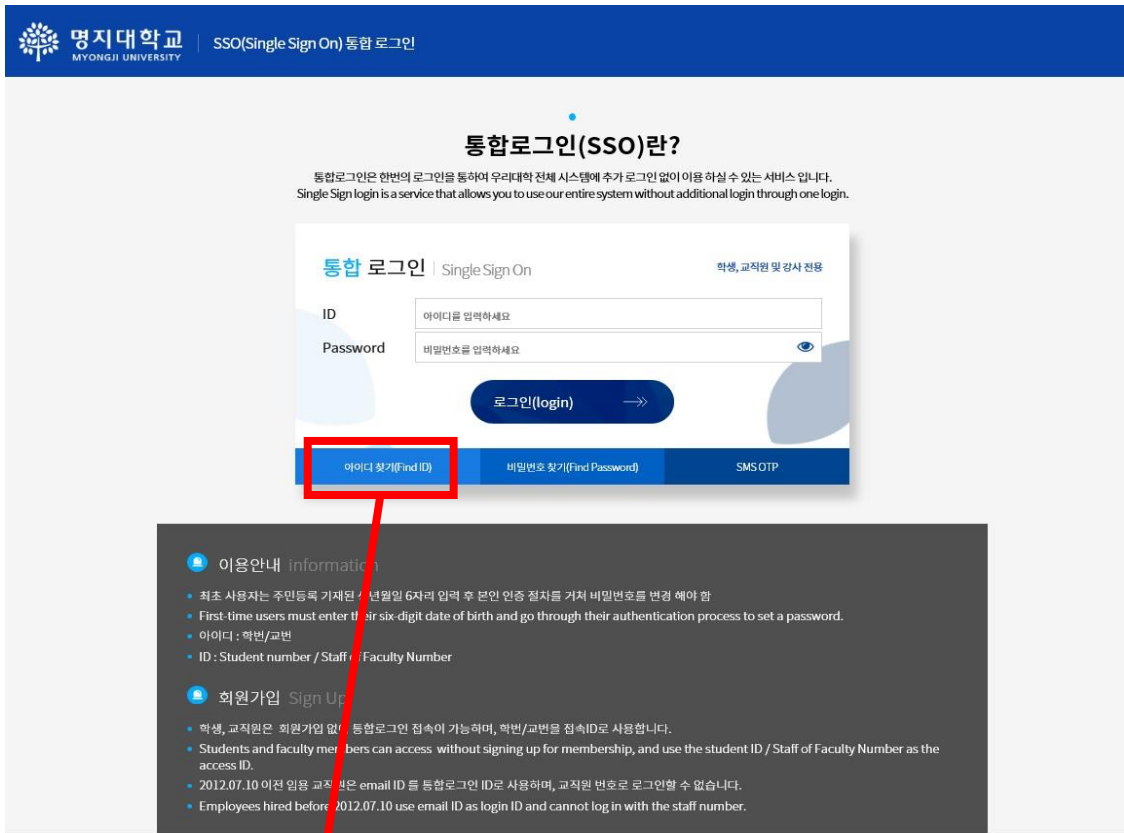 명지대학교
MYONGJI UNIVERSITY
SSO(Single Sign On) 통합 로그인
통합로그인(SSO)란?
통합로그인은 한번의 로그인을 통하여 우리대학 전체 시스템에 추가 로그인 없이 이용 하실 수 있는 서비스 입니다.
Single Sign login is a service that allows you to use our entire system without additional login through one login.
통합 로그인 | Single Sign On
학생, 교직원 및 강사 전용
ID
아이디를 입력하세요
Password
비밀번호를 입력하세요
로그인(login)
아이디 찾기(Find ID)
비밀번호 찾기(Find Password)
SMS OTP
이용안내 information
최초 사용자는 주민등록 기재된 생년월일 6자리 입력 후 본인 인증 절차를 거쳐 비밀번호를 변경 해야 함
First-time users must enter their six-digit date of birth and go through their authentication process to set a password.
아이디 : 학번/교번
ID : Student number / Staff of Faculty Number
회원가입 Sign Up
학생, 교직원은 회원가입 없이 통합로그인 접속이 가능하며, 학번/교번을 접속ID로 사용합니다.
Students and faculty members can access without signing up for membership, and use the student ID / Staff of Faculty Number as the
access ID.
2012.07.10 이전 임용 교직원은 email ID 를 통합로그인 ID로 사용하며, 교직원 번호로 로그인할 수 없습니다.
Employees hired before 2012.07.10 use email ID as login ID and cannot log in with the staff number.